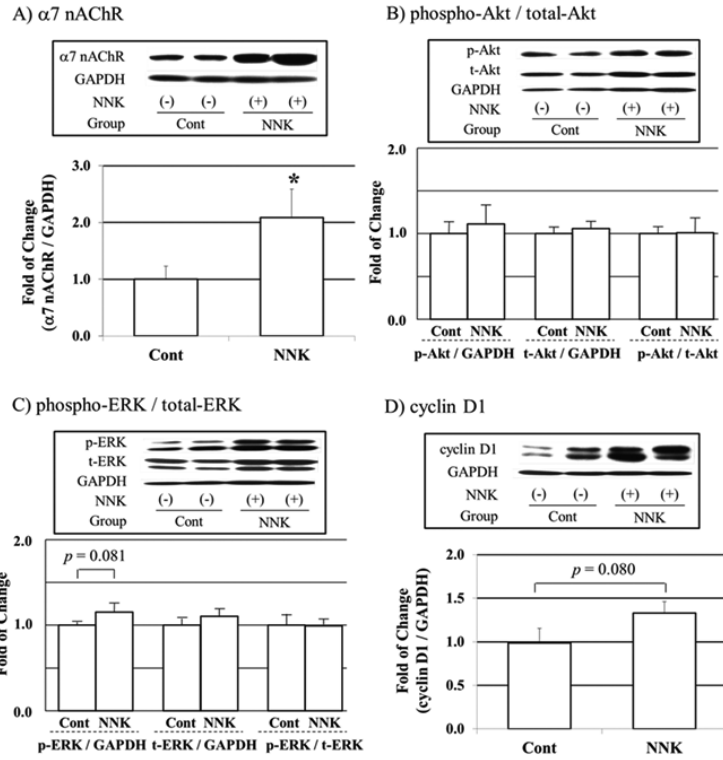 A) α7 nAChR
α7 nAChR
GAPDH
NNK (-) (-) (+) (+)
Group Cont NNK
Fold of Change
(α7 nAChR / GAPDH)
3.0
2.0
1.0
0.0
*
Cont NNK
B) phospho-Akt / total-Akt
p-Akt
t-Akt
GAPDH
NNK (-) (-) (+) (+)
Group Cont NNK
Fold of Change
2.0
1.0
0.0
Cont NNK Cont NNK Cont NNK
p-Akt / GAPDH t-Akt / GAPDH p-Akt / t-Akt
C) phospho-ERK / total-ERK
p-ERK
t-ERK
GAPDH
NNK (-) (-) (+) (+)
Group Cont NNK
Fold of Change
2.0
1.0
0.0
p = 0.081
Cont NNK Cont NNK Cont NNK
p-ERK / GAPDH t-ERK / GAPDH p-ERK / t-ERK
D) cyclin D1
cyclin D1
GAPDH
NNK (-) (-) (+) (+)
Group Cont NNK
Fold of Change
(cyclin D1 / GAPDH)
2.0
1.5
1.0
0.5
0.0
p = 0.080
Cont NNK